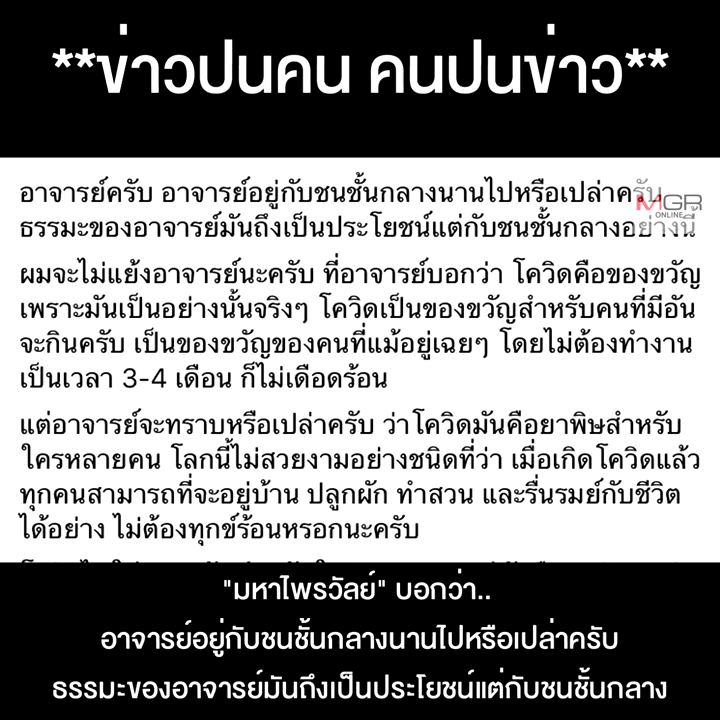 **ข่าวปนคน คนปนข่าว**
อาจารย์ครับ อาจารย์อยู่กับชนชั้นกลางนานไปหรือเปล่าครับ
MGR
ONLINE
ธรรมะของอาจารย์มันถึงเป็นประโยชน์แต่กับชนชั้นกลางอย่างนี้
ผมจะไม่แย้งอาจารย์นะครับ ที่อาจารย์บอกว่า โควิดคือของขวัญ
เพราะมันเป็นอย่างนั้นจริงๆ โควิดเป็นของขวัญสำหรับคนที่มีอัน
จะกินครับ เป็นของขวัญของคนที่แม้อยู่เฉยๆ โดยไม่ต้องทำงาน
เป็นเวลา 3-4 เดือน ก็ไม่เดือดร้อน
แต่อาจารย์จะทราบหรือเปล่าครับ ว่าโควิดมันคือยาพิษสำหรับ
ใครหลายคน โลกนี้ไม่สวยงามอย่างชนิดที่ว่า เมื่อเกิดโควิดแล้ว
ทุกคนสามารถที่จะอยู่บ้าน ปลูกผัก ทำสวน และรื่นรมย์กับชีวิต
ได้อย่าง ไม่ต้องทุกข์ร้อนหรอกนะครับ
"มหาไพรวัลย์" บอกว่า..
อาจารย์อยู่กับชนชั้นกลางนานไปหรือเปล่าครับ
ธรรมะของอาจารย์มันถึงเป็นประโยชน์แต่กับชนชั้นกลาง